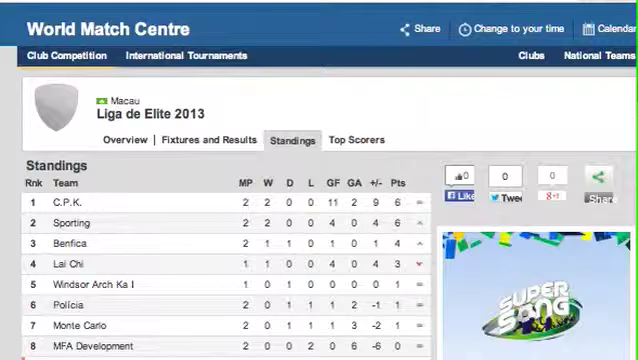 World Match Centre
Share
Change to your time
Calendar
Club Competition
International Tournaments
Clubs
National Teams
Macau
Liga de Elite 2013
Overview | Fixtures and Results Standings Top Scorers
Standings
Rnk Team MP W D L GF GA +/- Pts
1 C.P.K. 2 2 0 0 11 2 9 6 =
2 Sporting 2 2 0 0 4 0 4 6
3 Benfica 2 1 1 0 1 0 1 4
4 Lai Chi 1 1 0 0 4 0 4 3
5 Windsor Arch Ka I 1 0 1 0 0 0 0 1 =
6 Polícia 2 0 1 1 1 2 -1 1 =
7 Monte Carlo 2 0 1 1 1 3 -2 1 =
8 MFA Development 2 0 0 2 0 6 -6 0 =
0 0 0
Like Twee g+1 Share
SUPER
SONG